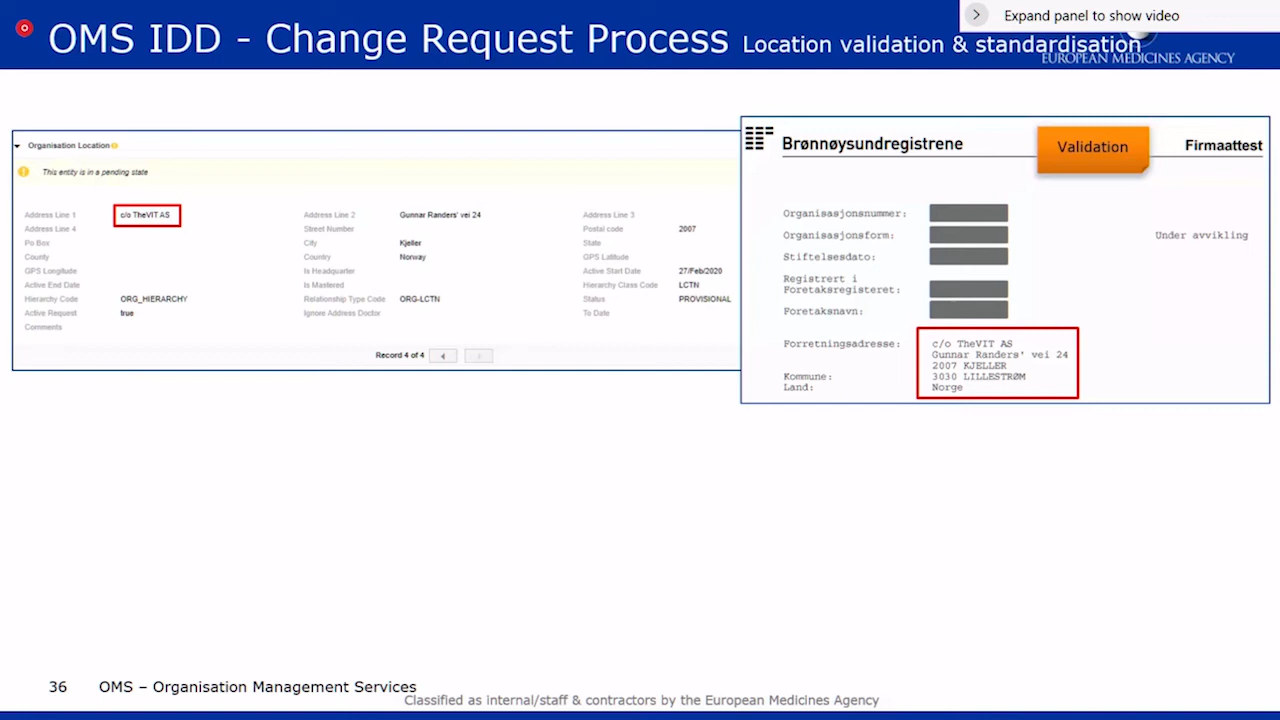 OMS IDD - Change Request Process Location validation & standardisation
Expand panel to show video
EUROPEAN MEDICINES AGENCY
Organisation Location
This entity is in a pending state
Address Line 1 c/o TheVIT AS Address Line 2 Gunnar Randers' vei 24 Address Line 3
Address Line 4 Street Number Postal code 2007
Po Box City Kjeller State
County Country Norway GPS Latitude
GPS Longitude Is Headquarter Active Start Date 27/Feb/2020
Active End Date Is Mastered Hierarchy Class Code LCTN
Hierarchy Code ORG_HIERARCHY Relationship Type Code ORG-LCTN Status PROVISIONAL
Active Request true Ignore Address Doctor To Date
Comments
Record 4 of 4
Brønnøysundregistrene
Validation
Firmaattest
Organisasjonsnummer:
Organisasjonsform: Under avvikling
Stiftelsesdato:
Registrert i
Foretaksregisteret:
Foretaksnavn:
Forretningsadresse: c/o TheVIT AS
Gunnar Randers' vei 24
2007 KJELLER
Kommune: 3030 LILLESTRØM
Land: Norge
36 OMS – Organisation Management Services
Classified as internal/staff & contractors by the European Medicines Agency